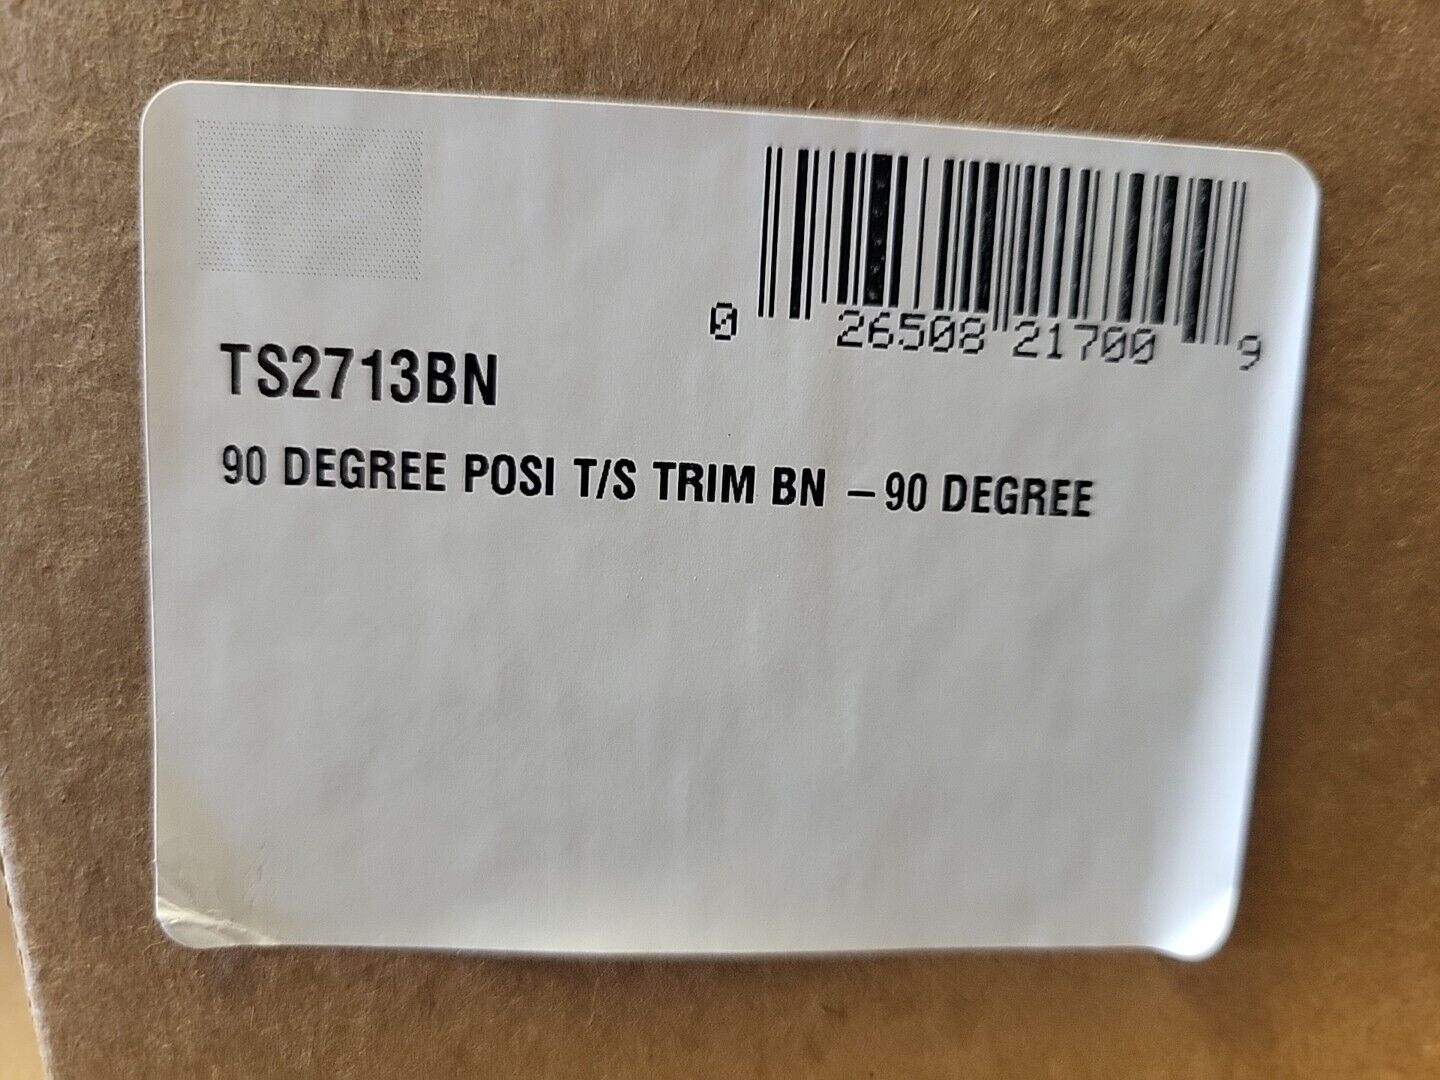 0 26508 21700 9
TS2713BN
90 DEGREE POSI T/S TRIM BN – 90 DEGREE